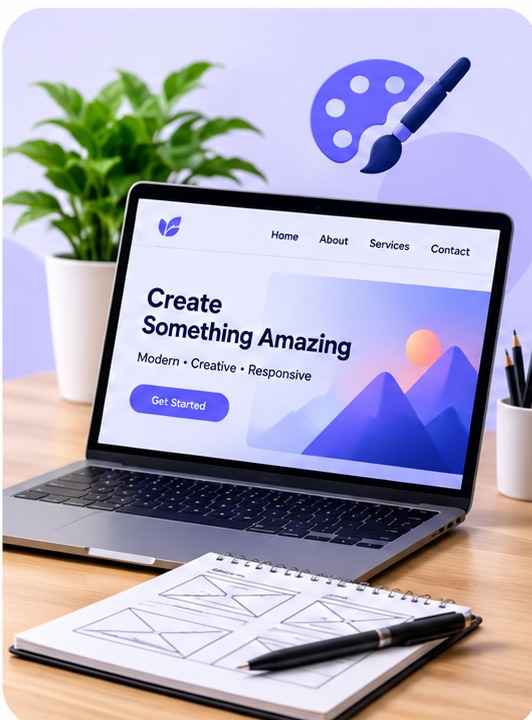 Home About Services Contact
Create
Something Amazing
Modern • Creative • Responsive
Get Started